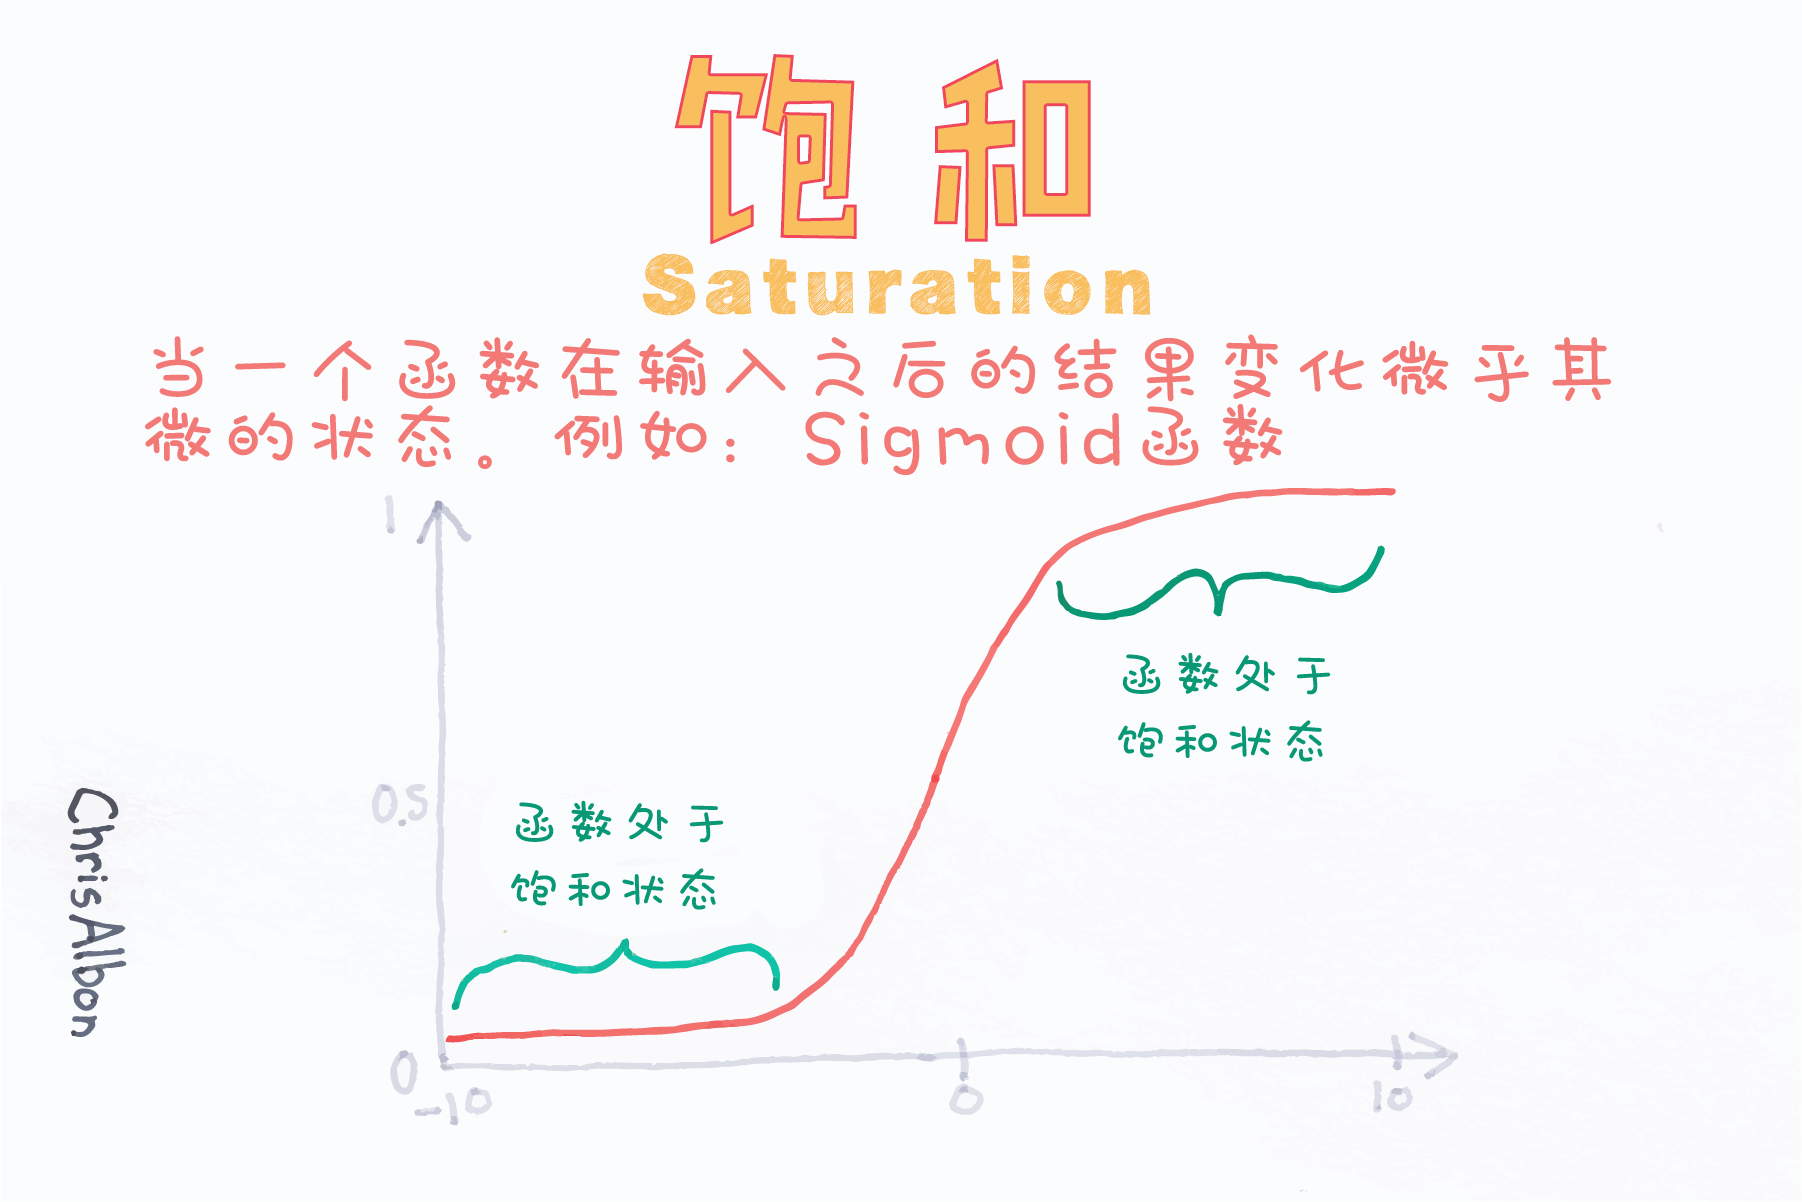 饱和
Saturation
当一个函数在输入之后的结果变化微乎其
微的状态。例如：Sigmoid函数
1
函数处于
饱和状态
0.5
函数处于
饱和状态
0
-10
0
10
ChrisAlbon